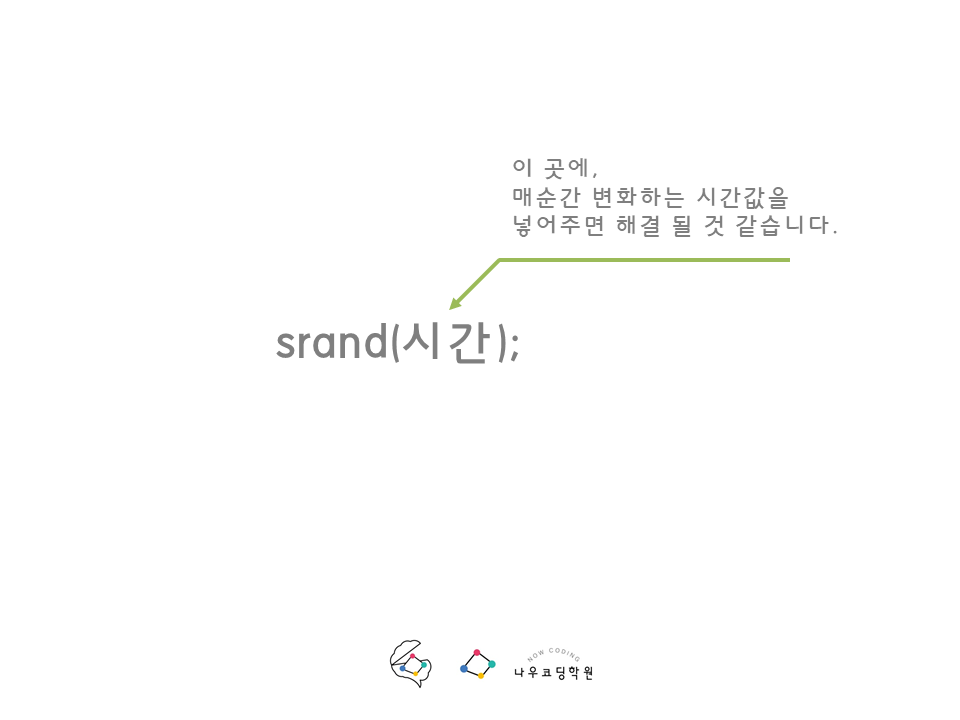 이 곳에,
매순간 변화하는 시간값을
넣어주면 해결 될 것 같습니다.
srand(시간);
NOW CODING
나우코딩학원